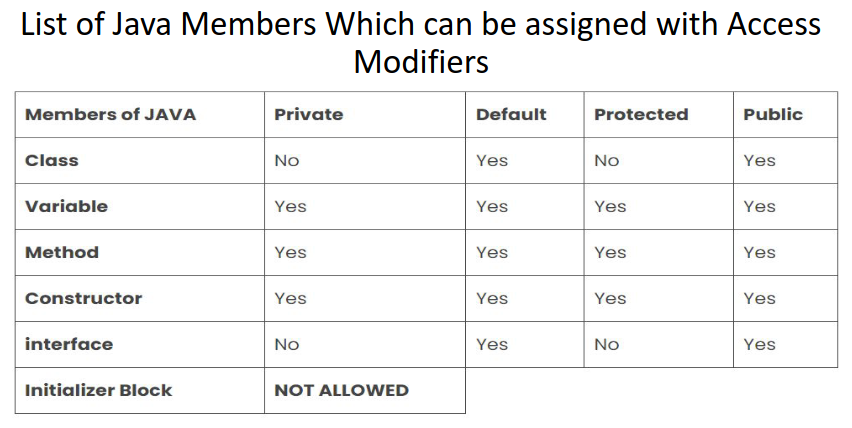 List of Java Members Which can be assigned with Access
Modifiers
Members of JAVA Private Default Protected Public
Class No Yes No Yes
Variable Yes Yes Yes Yes
Method Yes Yes Yes Yes
Constructor Yes Yes Yes Yes
interface No Yes No Yes
Initializer Block NOT ALLOWED